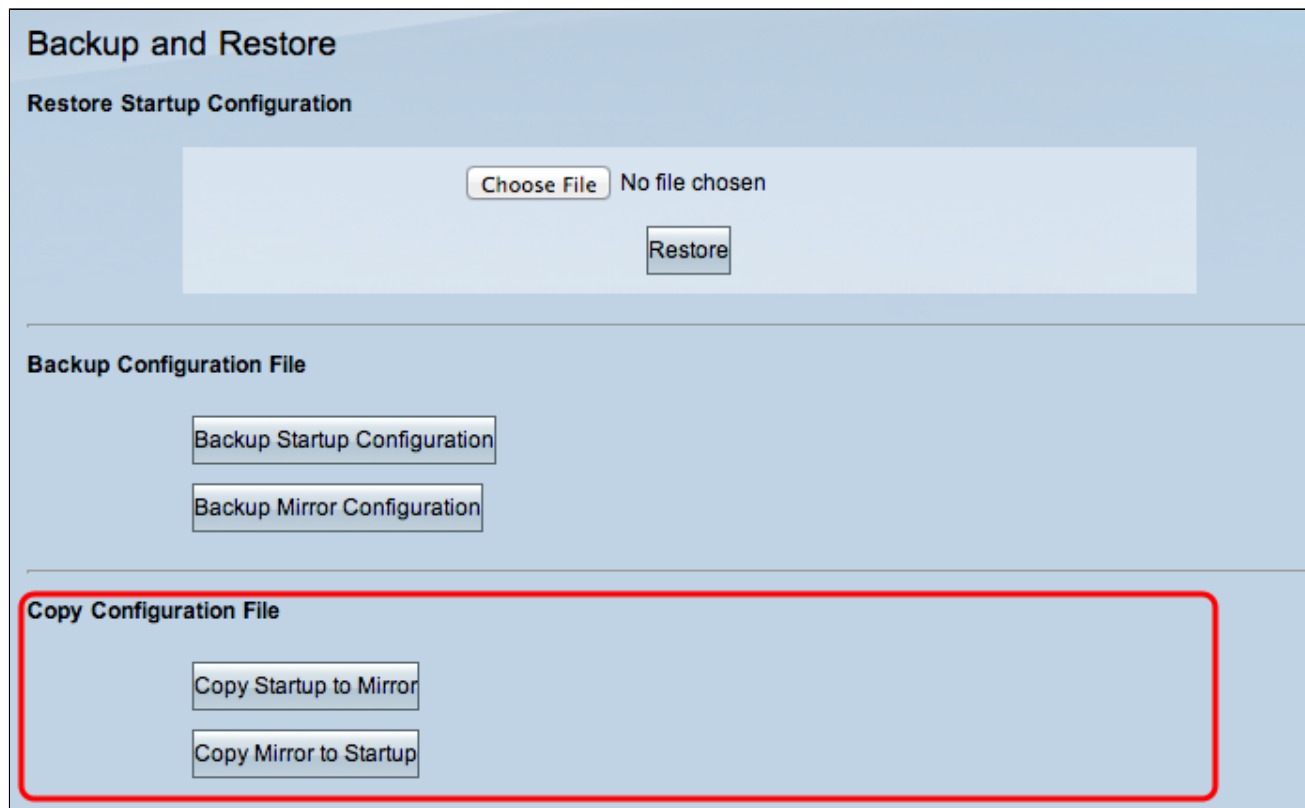 Backup and Restore
Restore Startup Configuration
Choose File No file chosen
Restore
Backup Configuration File
Backup Startup Configuration
Backup Mirror Configuration
Copy Configuration File
Copy Startup to Mirror
Copy Mirror to Startup